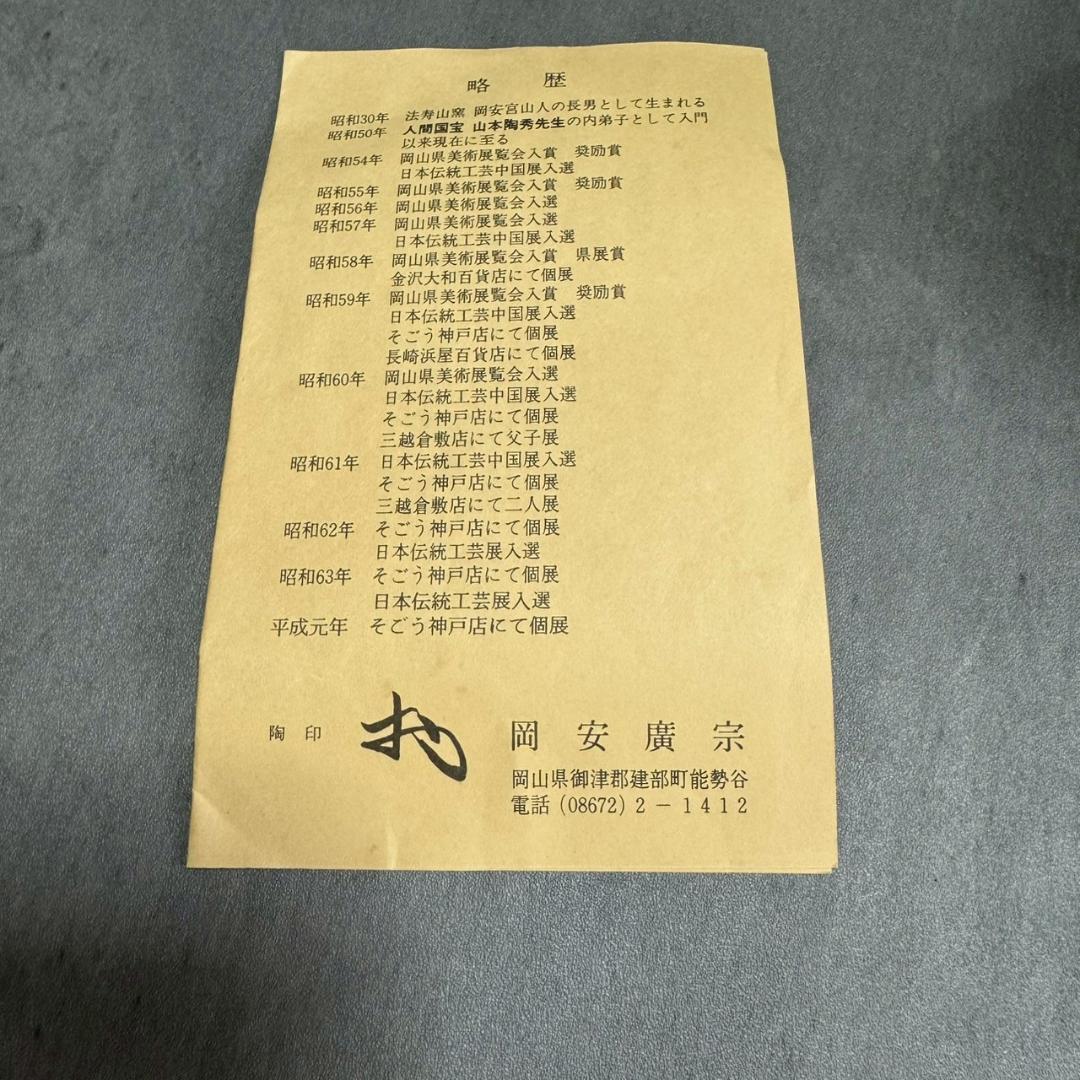 略 歴
昭和30年 法寿山窯 岡安宮山人の長男として生まれる
昭和50年 人間国宝 山本陶秀先生の内弟子として入門
以来現在に至る
昭和54年 岡山県美術展覧会入賞 奨励賞
日本伝統工芸中国展入選
昭和55年 岡山県美術展覧会入賞 奨励賞
昭和56年 岡山県美術展覧会入選
昭和57年 岡山県美術展覧会入選
日本伝統工芸中国展入選
昭和58年 岡山県美術展覧会入賞 県展賞
金沢大和百貨店にて個展
昭和59年 岡山県美術展覧会入賞 奨励賞
日本伝統工芸中国展入選
そごう神戸店にて個展
長崎浜屋百貨店にて個展
昭和60年 岡山県美術展覧会入選
日本伝統工芸中国展入選
そごう神戸店にて個展
三越倉敷店にて父子展
昭和61年 日本伝統工芸中国展入選
そごう神戸店にて個展
三越倉敷店にて二人展
昭和62年 そごう神戸店にて個展
日本伝統工芸展入選
昭和63年 そごう神戸店にて個展
日本伝統工芸展入選
平成元年 そごう神戸店にて個展
陶印
岡安廣宗
岡山県御津郡建部町能勢谷
電話(08672)2-1412